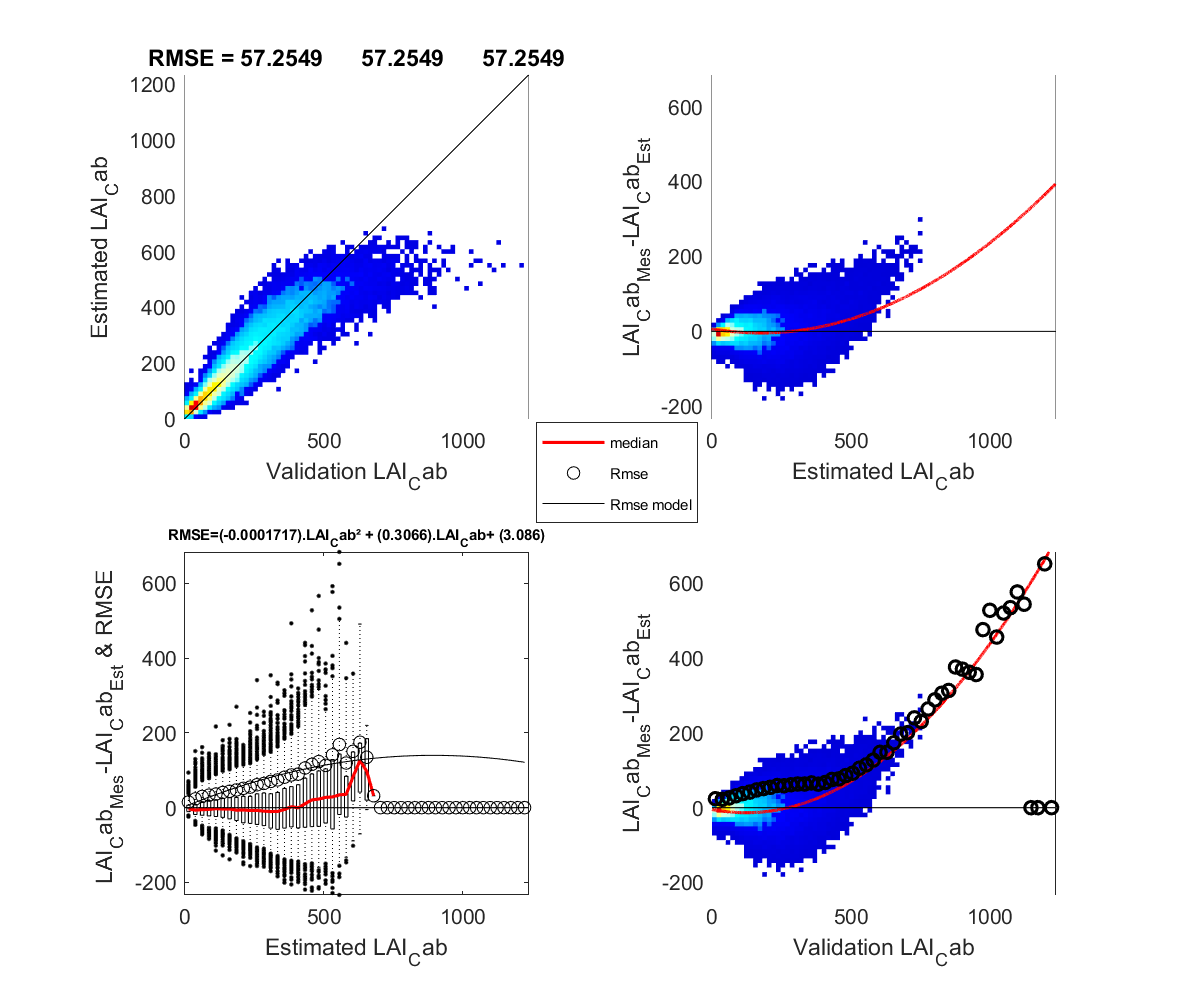 RMSE = 57.2549 57.2549 57.2549
1200
1000
800
600
400
200
0
0 500 1000
Estimated LAI_Cab
Validation LAI_Cab
600
400
200
0
-200
0 500 1000
LAI_Cab_Mes-LAI_Cab_Est
Estimated LAI_Cab
median
Rmse
Rmse model
RMSE=(-0.0001717).LAI_Cab² + (0.3066).LAI_Cab+ (3.086)
600
400
200
0
-200
0 500 1000
LAI_Cab_Mes-LAI_Cab_Est & RMSE
Estimated LAI_Cab
600
400
200
0
-200
0 500 1000
LAI_Cab_Mes-LAI_Cab_Est
Validation LAI_Cab